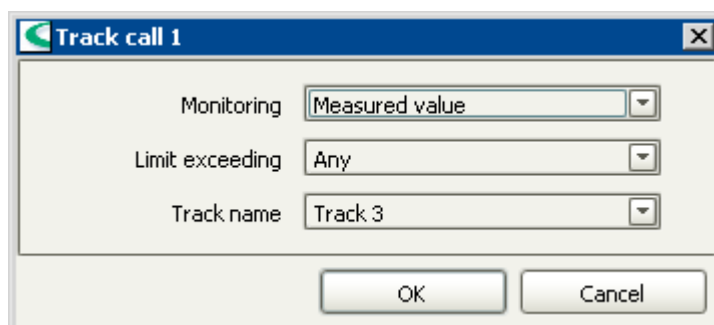 Track call 1
Monitoring Measured value
Limit exceeding Any
Track name Track 3
OK Cancel